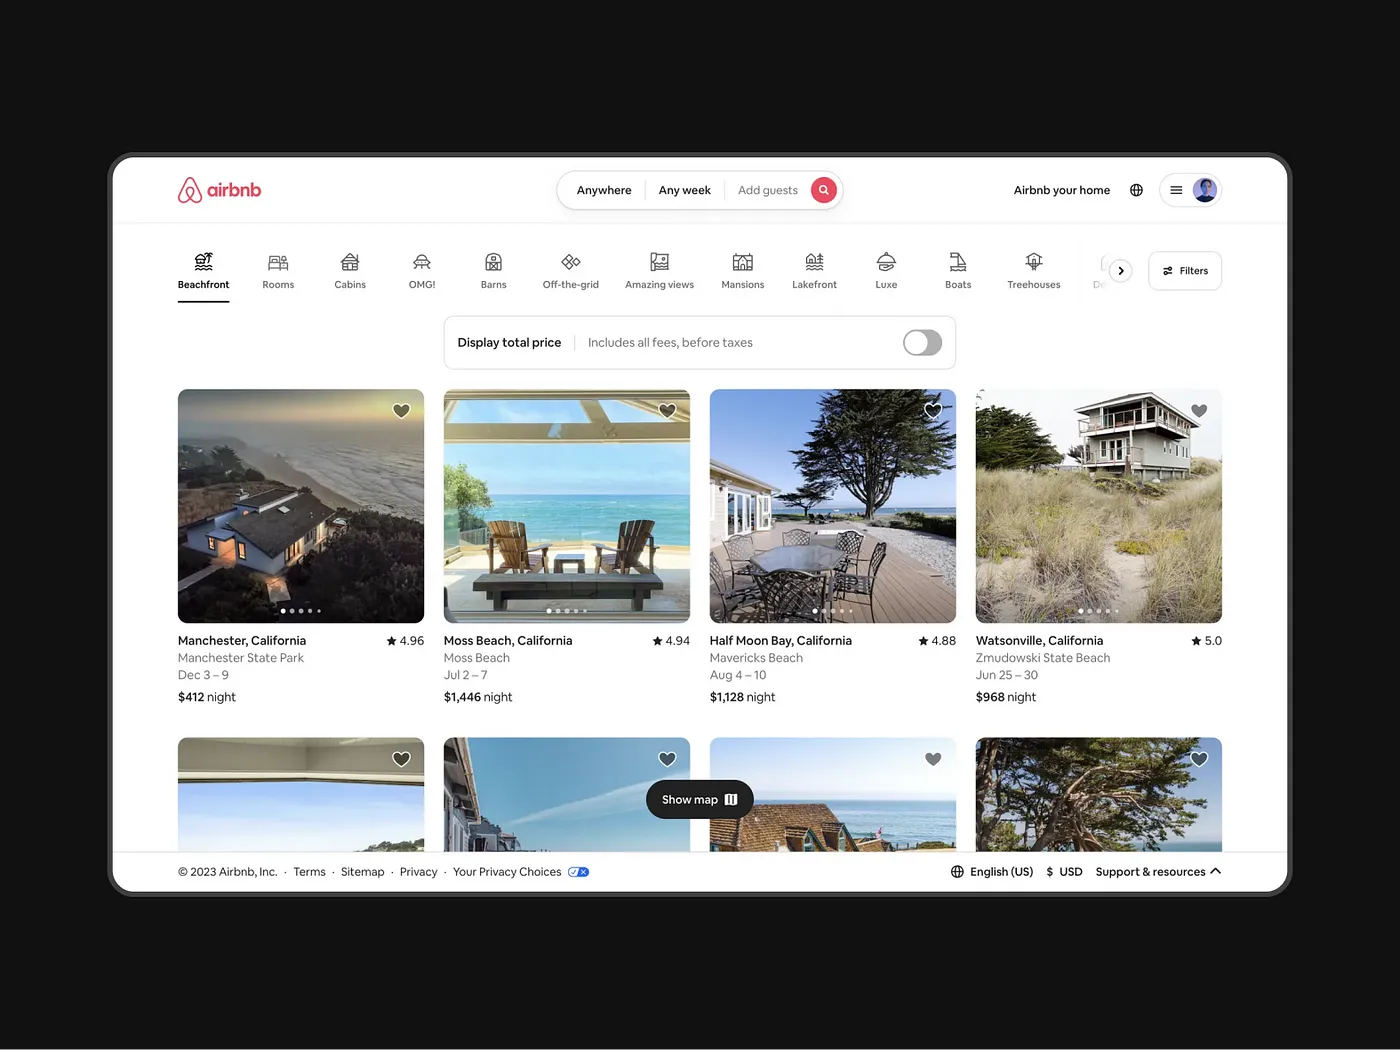 airbnb
Anywhere Any week Add guests
Airbnb your home
Beachfront Rooms Cabins OMG! Barns Off-the-grid Amazing views Mansions Lakefront Luxe Boats Treehouses
Filters
Display total price Includes all fees, before taxes
Manchester, California 4.96
Manchester State Park
Dec 3 – 9
$412 night
Moss Beach, California 4.94
Moss Beach
Jul 2 – 7
$1,446 night
Half Moon Bay, California 4.88
Mavericks Beach
Aug 4 – 10
$1,128 night
Watsonville, California 5.0
Zmudowski State Beach
Jun 25 – 30
$968 night
Show map
© 2023 Airbnb, Inc. · Terms · Sitemap · Privacy · Your Privacy Choices
English (US) $ USD Support & resources